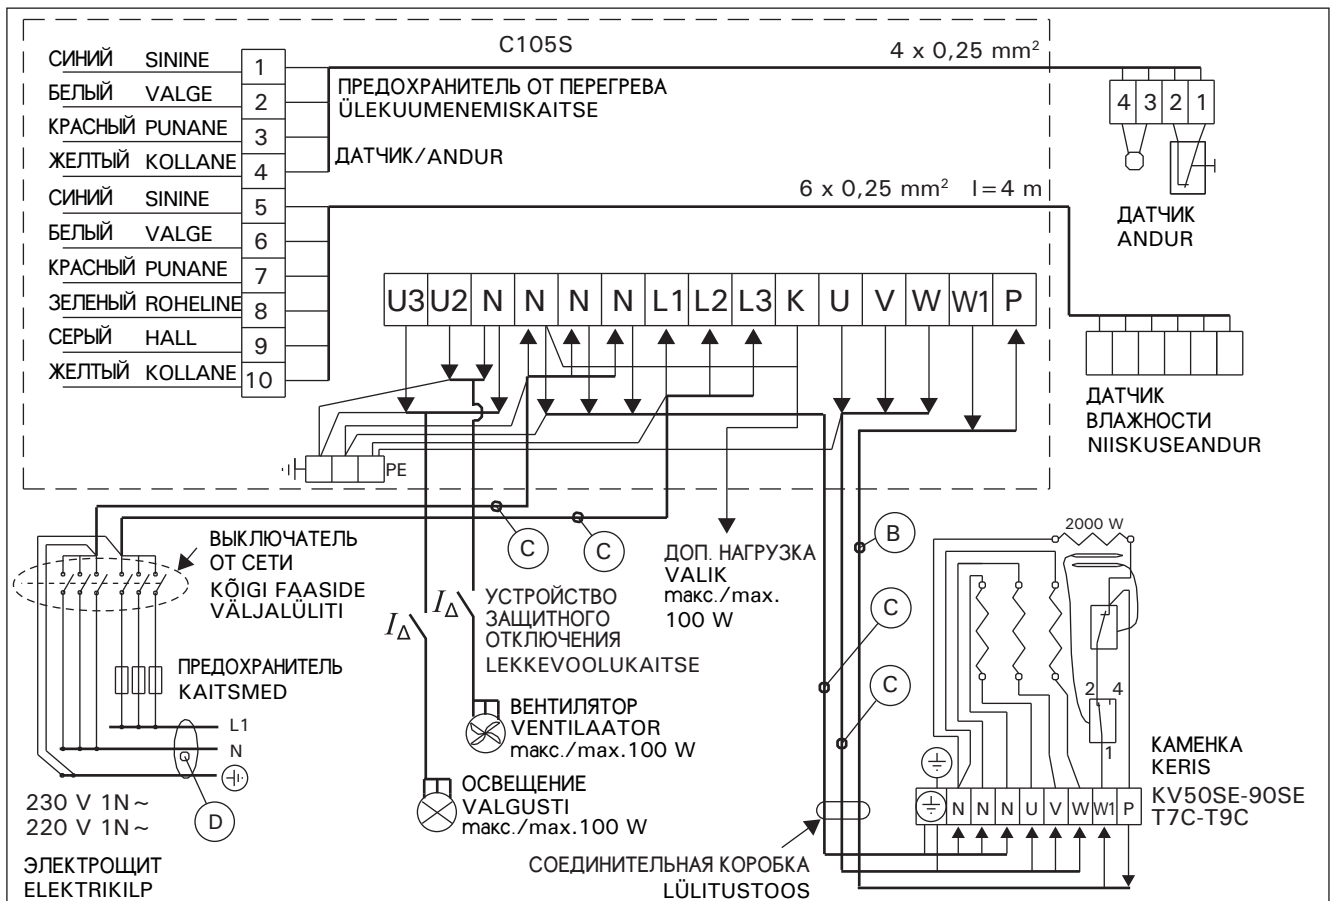 C105S
4 x 0,25 mm²
СИНИЙ SININE 1
БЕЛЫЙ VALGE 2
КРАСНЫЙ PUNANE 3
ЖЕЛТЫЙ KOLLANE 4
СИНИЙ SININE 5
БЕЛЫЙ VALGE 6
КРАСНЫЙ PUNANE 7
ЗЕЛЕНЫЙ ROHELINE 8
СЕРЫЙ HALL 9
ЖЕЛТЫЙ KOLLANE 10
ПРЕДОХРАНИТЕЛЬ ОТ ПЕРЕГРЕВА
ÜLEKUUMENEMISKAITSE
ДАТЧИК/ANDUR
4 3 2 1
ДАТЧИК
ANDUR
6 x 0,25 mm² l=4 m
U3 U2 N N N N L1 L2 L3 K U V W W1 P
ДАТЧИК
ВЛАЖНОСТИ
NIISKUSEANDUR
PE
C
C
ВЫКЛЮЧАТЕЛЬ
ОТ СЕТИ
KÕIGI FAASIDE
VÄLJALÜLITI
ДОП. НАГРУЗКА
VALIK
макс./max.
100 W
B
C
C
2000 W
I∆
I∆
УСТРОЙСТВО
ЗАЩИТНОГО
ОТКЛЮЧЕНИЯ
LEKKEVOOLUKAITSE
ПРЕДОХРАНИТЕЛЬ
KAITSMED
L1
N
ВЕНТИЛЯТОР
VENTILAATOR
макс./max.100 W
2 4
1
КАМЕНКА
KERIS
KV50SE-90SE
T7C-T9C
N N N U V W W1 P
ОСВЕЩЕНИЕ
VALGUSTI
макс./max.100 W
230 V 1N~
220 V 1N~
D
ЭЛЕКТРОЩИТ
ELEKTRIKILP
СОЕДИНИТЕЛЬНАЯ КОРОБКА
LÜLITUSTOOS